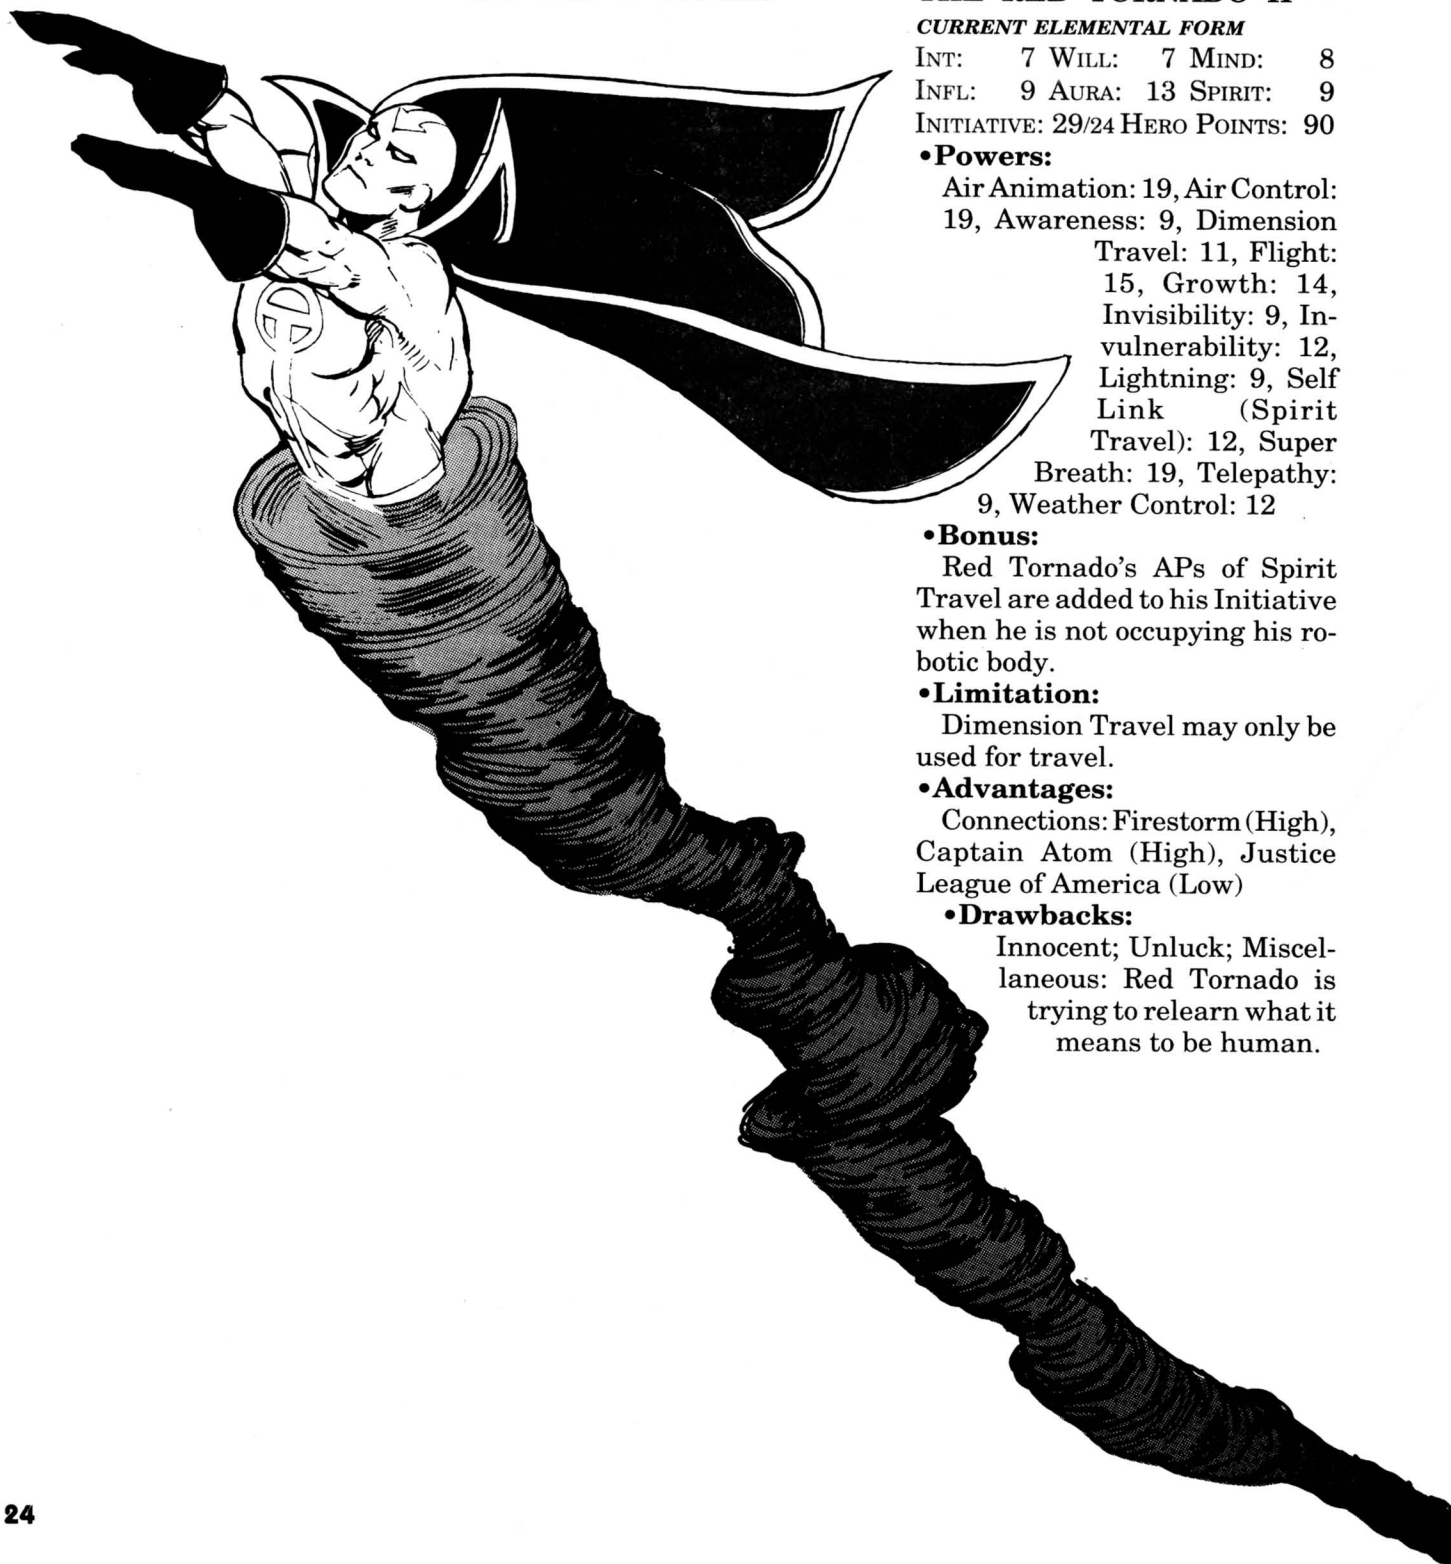 THE RED TORNADO II
CURRENT ELEMENTAL FORM
INT: 7 WILL: 7 MIND: 8
INFL: 9 AURA: 13 SPIRIT: 9
INITIATIVE: 29/24 HERO POINTS: 90
•Powers:
Air Animation: 19, Air Control:
19, Awareness: 9, Dimension
Travel: 11, Flight:
15, Growth: 14,
Invisibility: 9, In-
vulnerability: 12,
Lightning: 9, Self
Link (Spirit
Travel): 12, Super
Breath: 19, Telepathy:
9, Weather Control: 12
•Bonus:
Red Tornado's APs of Spirit
Travel are added to his Initiative
when he is not occupying his ro-
botic body.
•Limitation:
Dimension Travel may only be
used for travel.
•Advantages:
Connections: Firestorm (High),
Captain Atom (High), Justice
League of America (Low)
•Drawbacks:
Innocent; Unluck; Miscel-
laneous: Red Tornado is
trying to relearn what it
means to be human.
24